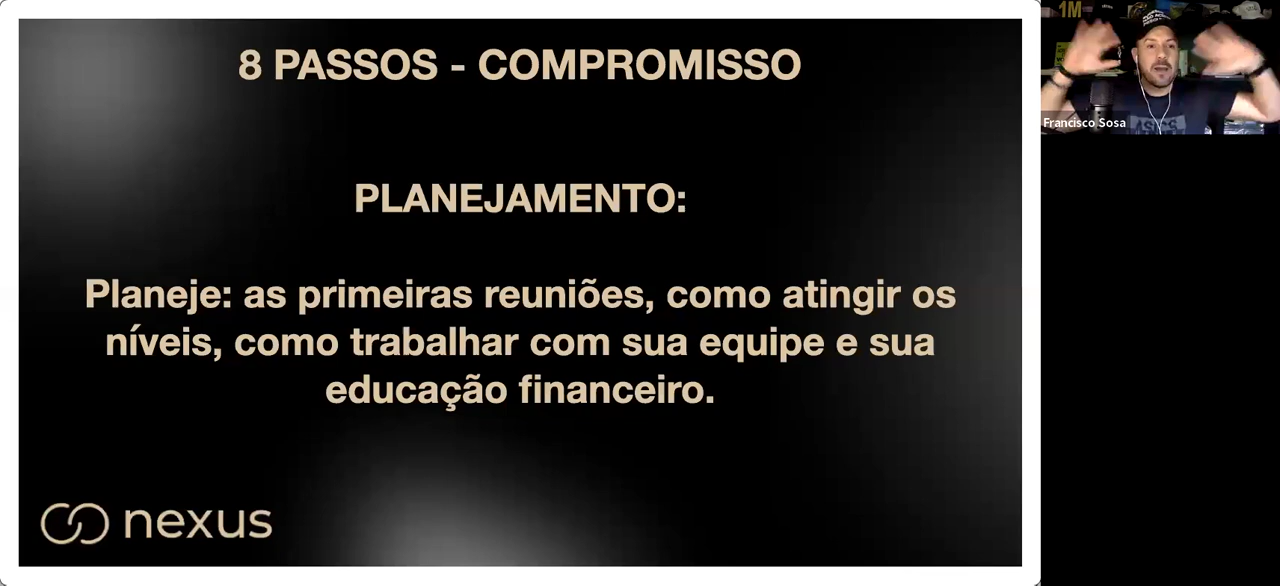 8 PASSOS - COMPROMISSO
PLANEJAMENTO:
Planeje: as primeiras reuniões, como atingir os
níveis, como trabalhar com sua equipe e sua
educação financeiro.
nexus
1M
Francisco Sosa